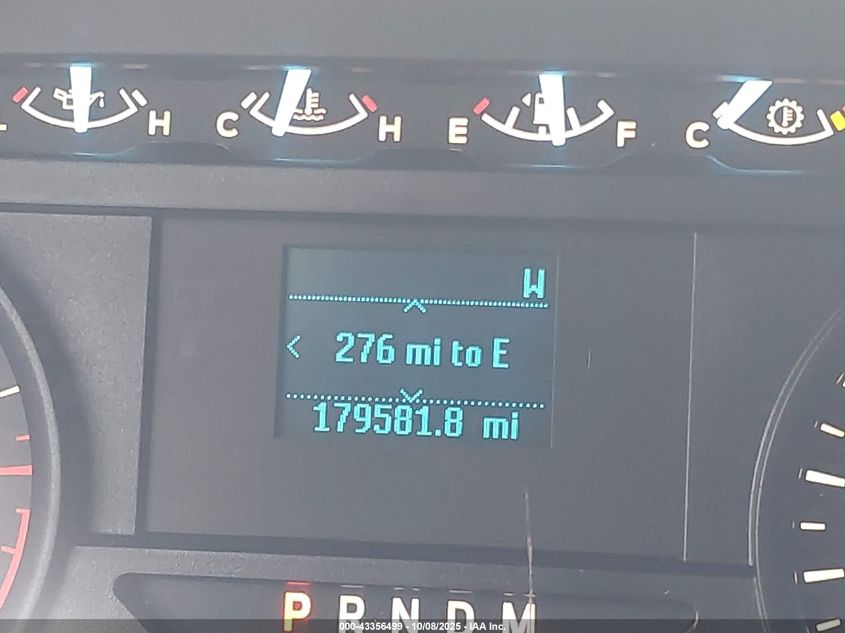 L H C H E F C
W
276 mi to E
179581.8 mi
P R N D M
000-43356499 - 10/08/2025 - IAA Inc.